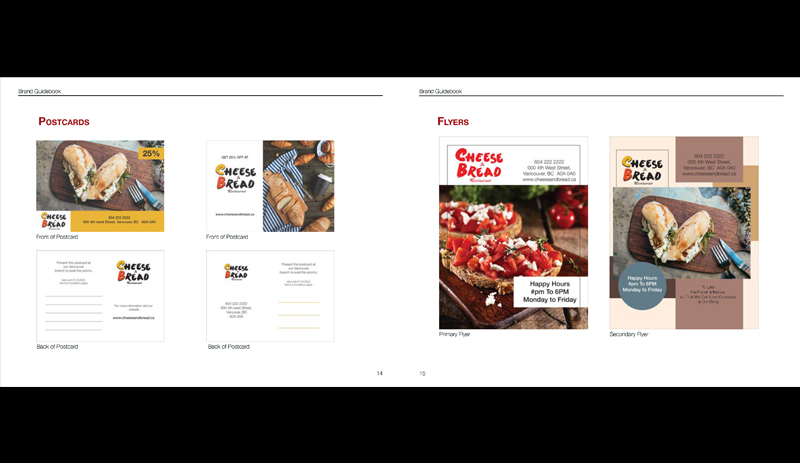 Brand Guidebook
POSTCARDS
25%
CHEESE
&
BREAD
Restaurant
604 222 2222
000 4th west Street, Vancouver, BC A0A 0A0
Front of Postcard
GET 25% OFF AT
CHEESE
&
BREAD
Restaurant
www.cheeseandbread.ca
Front of Postcard
Present this postcard at
our Vancouver
branch to avail this promo.
CHEESE
&
BREAD
Restaurant
For more information visit our
website
www.cheeseandbread.ca
Back of Postcard
CHEESE
&
BREAD
Restaurant
604 222 2222
000 4th west Street,
Vancouver, BC
A0A 0A0
Present this postcard at
our Vancouver
branch to avail this promo.
Back of Postcard
14
Brand Guidebook
FLYERS
CHEESE
&
BREAD
Restaurant
604 222 2222
000 4th West Street,
Vancouver, BC A0A 0A0
www.cheeseandbread.ca
Happy Hours
#pm To 6PM
Monday to Friday
Primary Flyer
CHEESE
&
BREAD
Restaurant
604 222 2222
000 4th West Street,
Vancouver, BC A0A 0A0
www.cheeseandbread.ca
Happy Hours
#pm To 6PM
Monday to Friday
Secondary Flyer
15